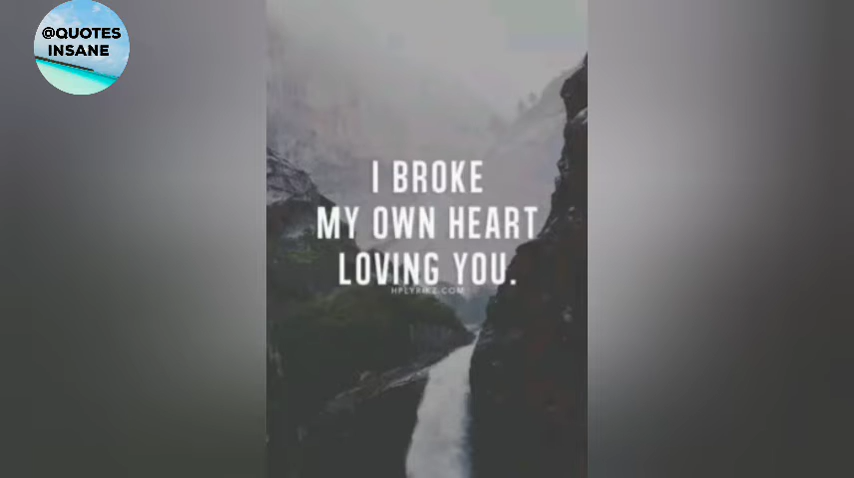 @QUOTES
INSANE
I BROKE
MY OWN HEART
LOVING YOU.